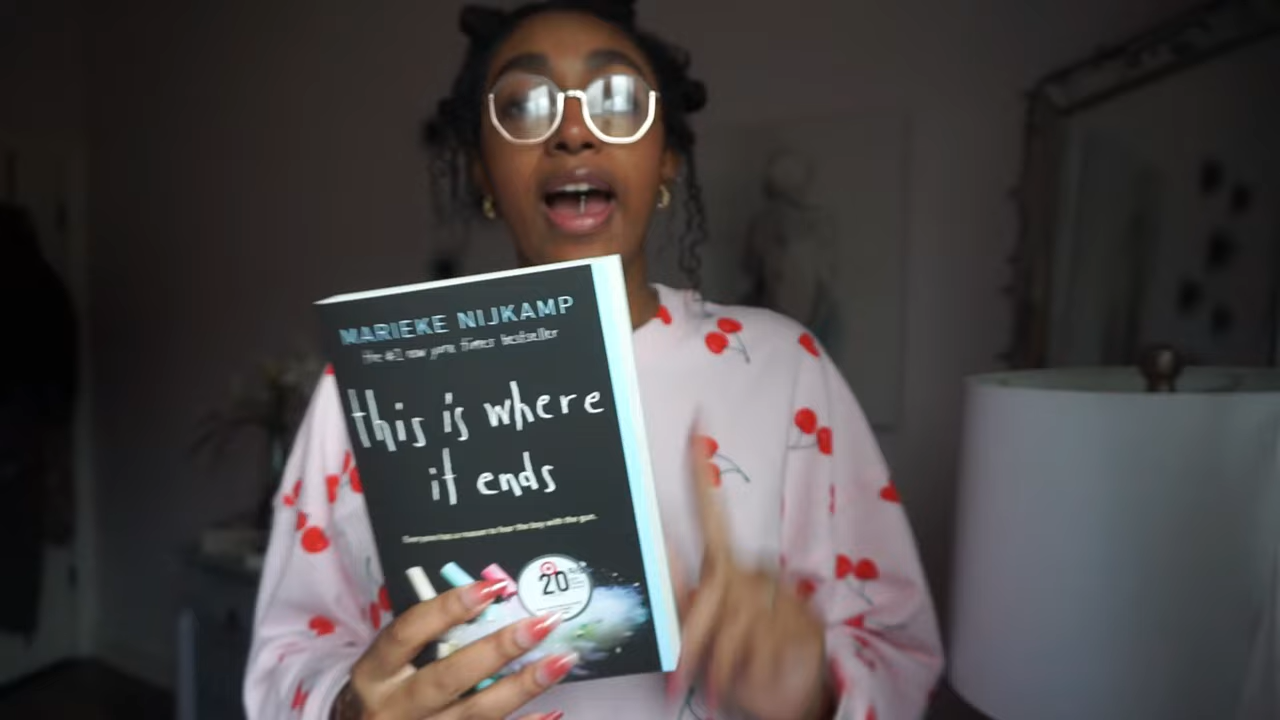 MARIEKE NIJKAMP
the #1 new york times bestseller
this is where
it ends
Everyone has a reason to fear the boy with the gun.
20